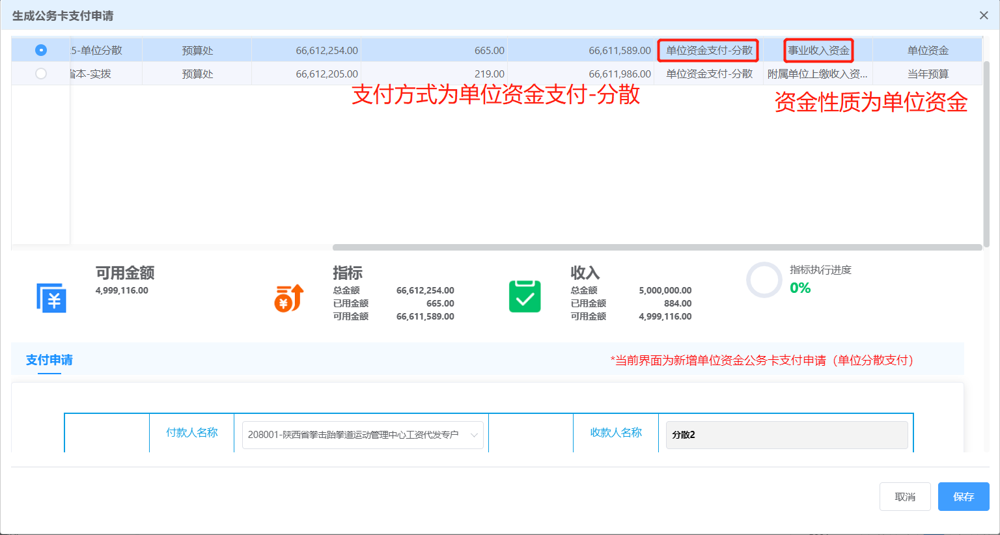 生成公务卡支付申请
5-单位分散 预算处 66,612,254.00 665.00 66,611,589.00 单位资金支付-分散 事业收入资金 单位资金
省本-实拨 预算处 66,612,205.00 219.00 66,611,986.00 单位资金支付-分散 附属单位上缴收入资... 当年预算
支付方式为单位资金支付-分散
资金性质为单位资金
可用金额
4,999,116.00
指标
总金额 66,612,254.00
已用金额 665.00
可用金额 66,611,589.00
收入
总金额 5,000,000.00
已用金额 884.00
可用金额 4,999,116.00
指标执行进度
0%
支付申请
*当前界面为新增单位资金公务卡支付申请（单位分散支付）
付款人名称 208001-陕西省拳击跆拳道运动管理中心工资代发专户 收款人名称 分散2
取消 保存